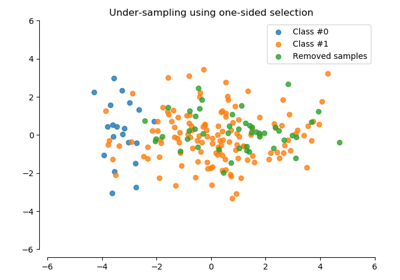 Under-sampling using one-sided selection
6
Class #0
Class #1
Removed samples
4
2
0
−2
−4
−6
−6 −4 −2 0 2 4 6